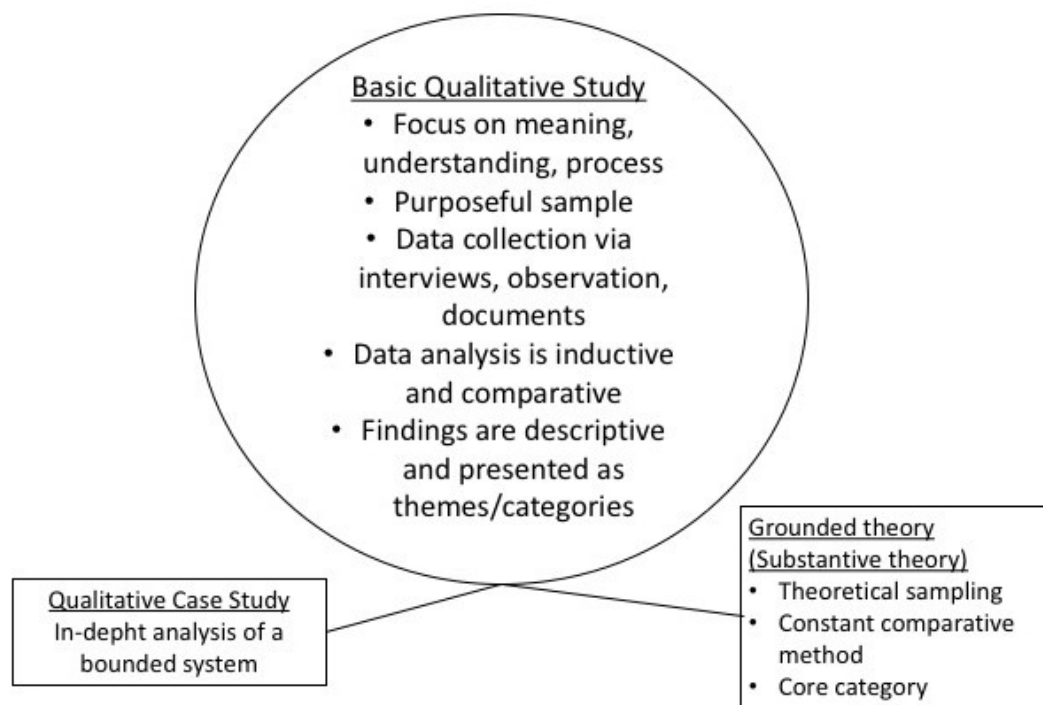 Basic Qualitative Study
• Focus on meaning,
understanding, process
• Purposeful sample
• Data collection via
interviews, observation,
documents
• Data analysis is inductive
and comparative
• Findings are descriptive
and presented as
themes/categories
Qualitative Case Study
In-depht analysis of a
bounded system
Grounded theory
(Substantive theory)
• Theoretical sampling
• Constant comparative
method
• Core category